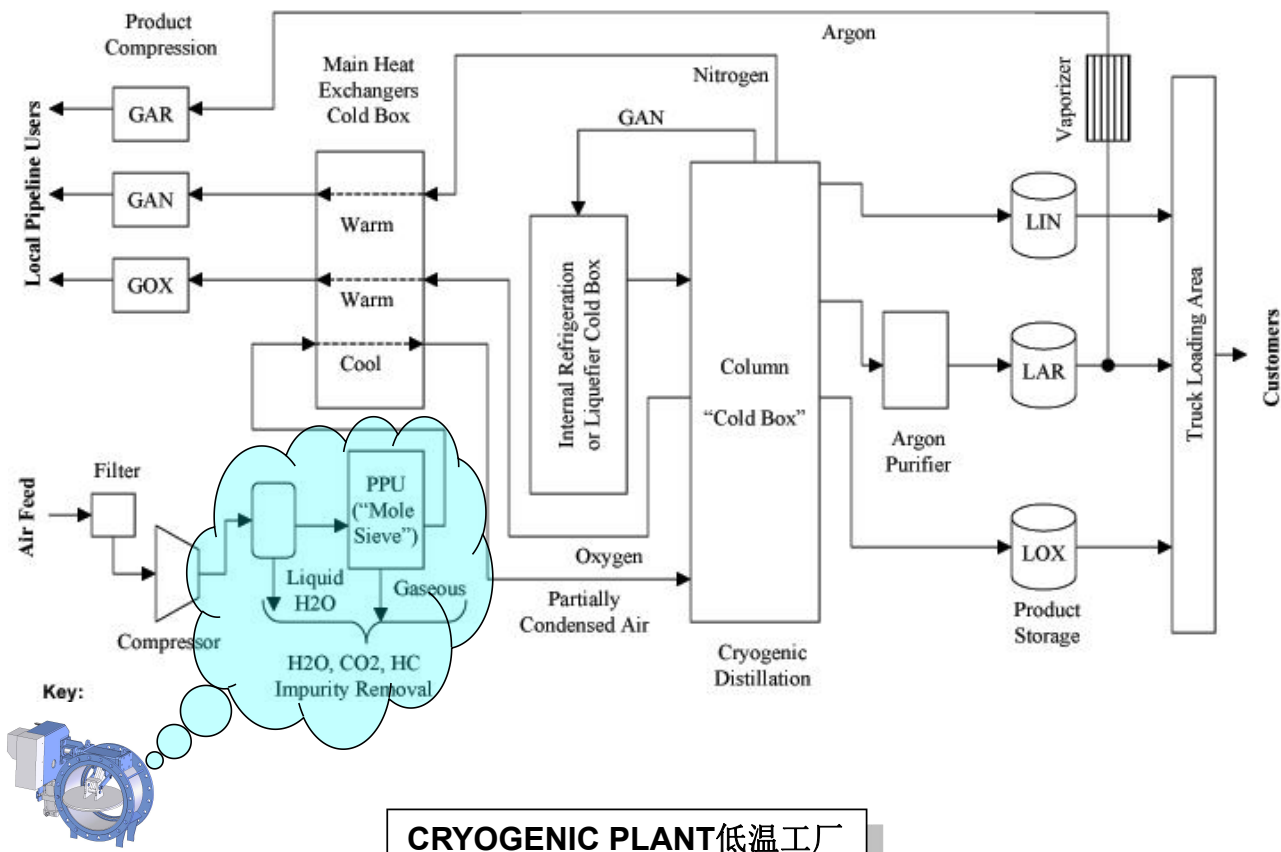 Product
Compression
Argon
Main Heat
Exchangers
Cold Box
Nitrogen
Vaporizer
GAN
GAR
Local Pipeline Users
GAN
Warm
GOX
Warm
Cool
Internal Refrigeration
or Liquefier Cold Box
Column
“Cold Box”
LIN
LAR
Argon
Purifier
Truck Loading Area
Customers
Air Feed
Filter
PPU
(“Mole
Sieve”)
Liquid
H2O
Gaseous
Compressor
H2O, CO2, HC
Impurity Removal
Oxygen
Partially
Condensed Air
LOX
Product
Storage
Cryogenic
Distillation
Key:
CRYOGENIC PLANT低温工厂